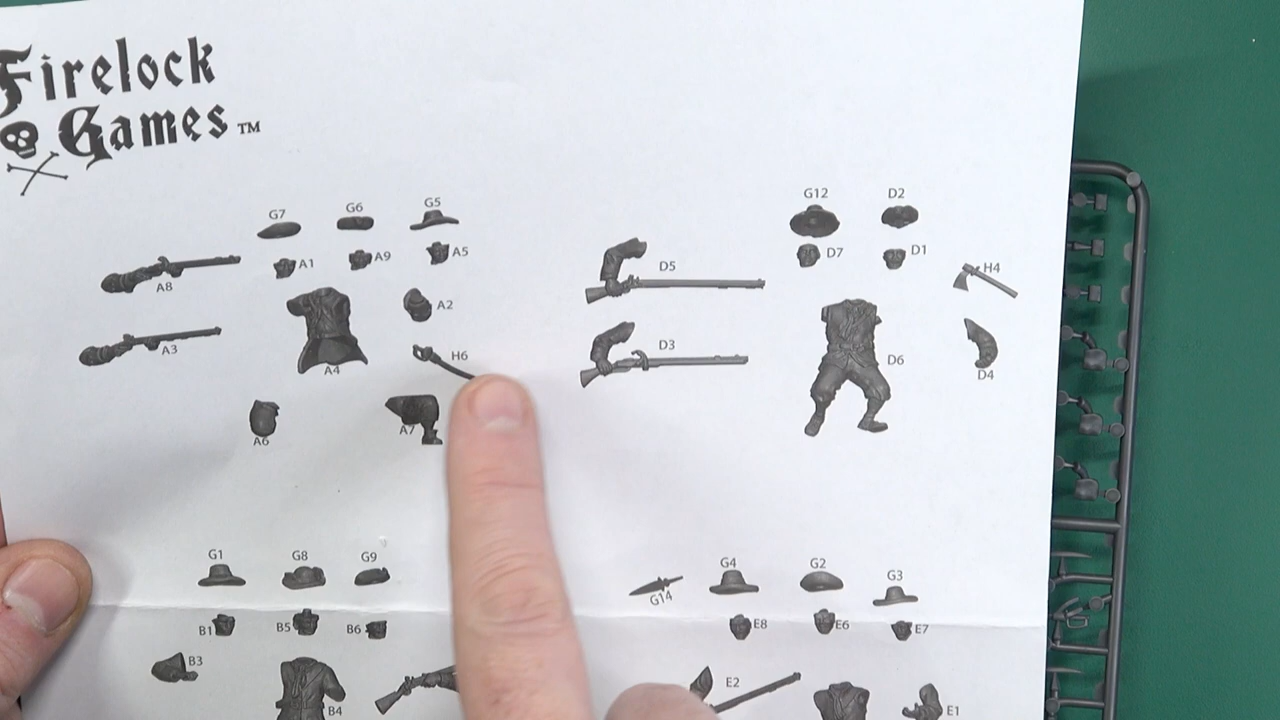 Firelock
Games™
G7
G6
G5
A1
A9
A5
A8
A2
A3
A4
H6
A6
A7
G12
D2
D7
D1
D5
H4
D3
D6
D4
G1
G8
G9
B1
B5
B6
B3
B4
G14
G4
G2
G3
E8
E6
E7
E2
E1